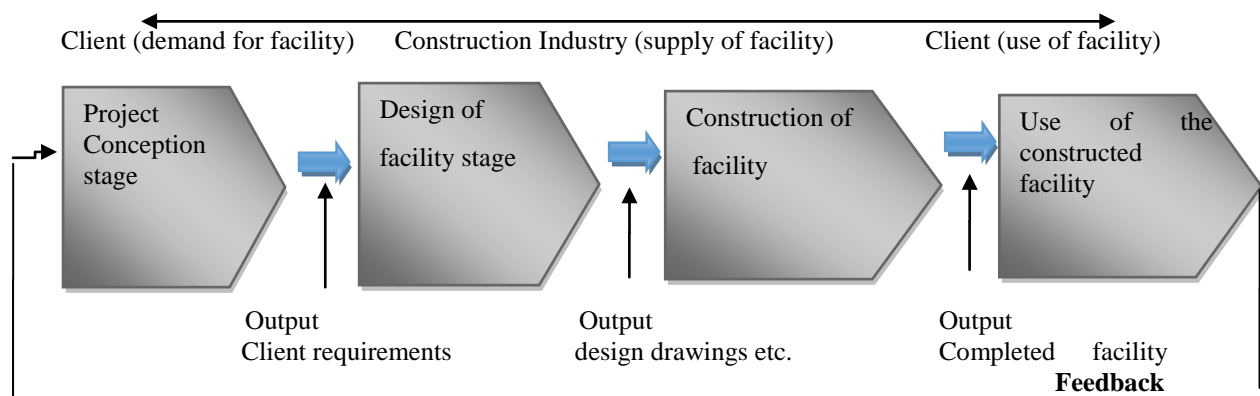 Client (demand for facility) Construction Industry (supply of facility) Client (use of facility)
Project
Conception
stage
Design of
facility stage
Construction of
facility
Use of the
constructed
facility
Output
Client requirements
Output
design drawings etc.
Output
Completed facility
Feedback